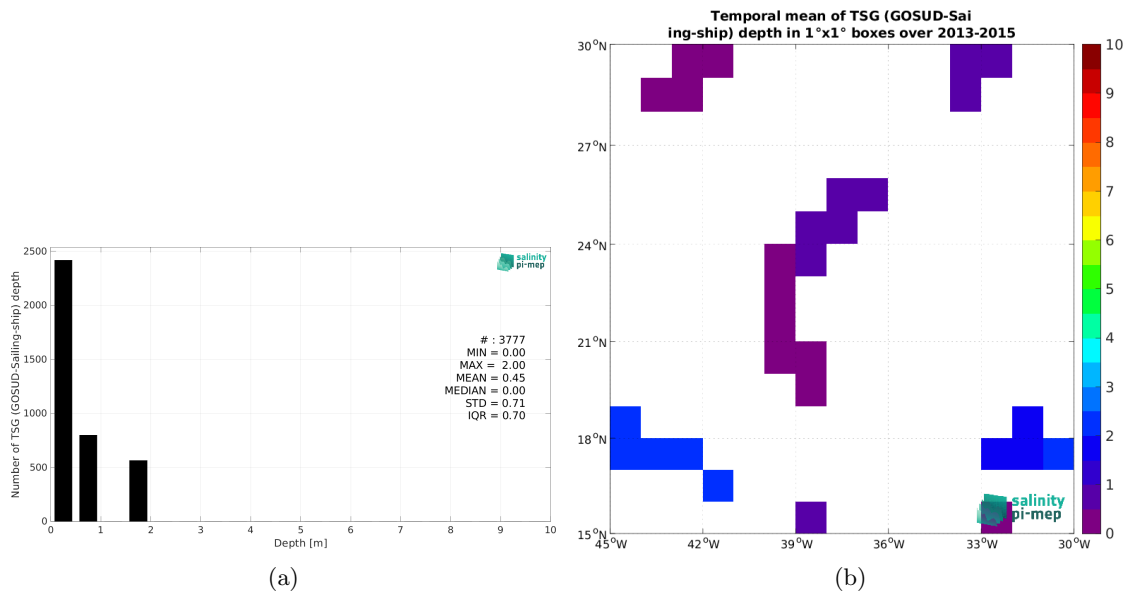 2500
2000
1500
1000
500
0
Number of TSG (GOSUD-Sailing-ship) depth
salinity
pi-mep
# : 3777
MIN = 0.00
MAX = 2.00
MEAN = 0.45
MEDIAN = 0.00
STD = 0.71
IQR = 0.70
0 1 2 3 4 5 6 7 8 9 10
Depth [m]
(a)
Temporal mean of TSG (GOSUD-Sai
ing-ship) depth in 1°x1° boxes over 2013-2015
30°N
27°N
24°N
21°N
18°N
15°N
45°W 42°W 39°W 36°W 33°W 30°W
salinity
pi-mep
10
9
8
7
6
5
4
3
2
1
0
(b)